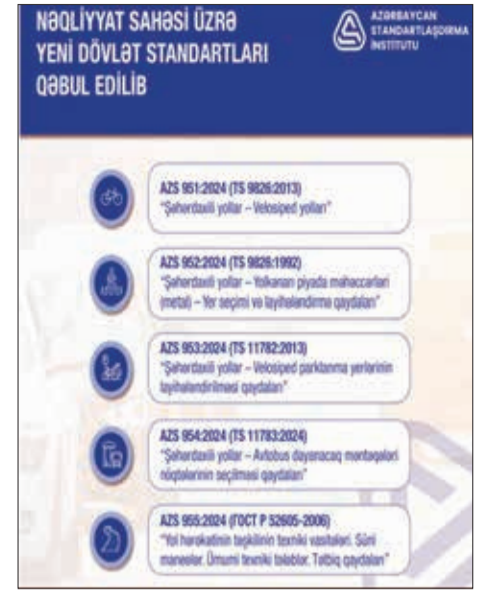 NƏQLİYYAT SAHƏSİ ÜZRƏ
YENİ DÖVLƏT STANDARTLARI
QƏBUL EDİLİB
AZƏRBAYCAN
STANDARTLAŞDIRMA
İNSTİTUTU
AZS 951:2024 (TS 9826:2013)
"Şəhərdaxili yollar – Velosiped yolları"
AZS 952:2024 (TS 9826:1992)
"Şəhərdaxili yollar – Yolkənarı piyada məhəccərləri
(metal) – Yer seçimi və layihələndirmə qaydaları"
AZS 953:2024 (TS 11782:2013)
"Şəhərdaxili yollar – Velosiped parklanma yerlərinin
layihələndirilməsi qaydaları"
AZS 954:2024 (TS 11783:2024)
"Şəhərdaxili yollar – Avtobus dayanacaq məntəqələri
nöqtələrinin seçilməsi qaydaları"
AZS 955:2024 (ГОСТ Р 52605-2006)
"Yol hərəkətinin təşkilinin texniki vasitələri. Süni
maneələr. Ümumi texniki tələblər. Tətbiq qaydaları"